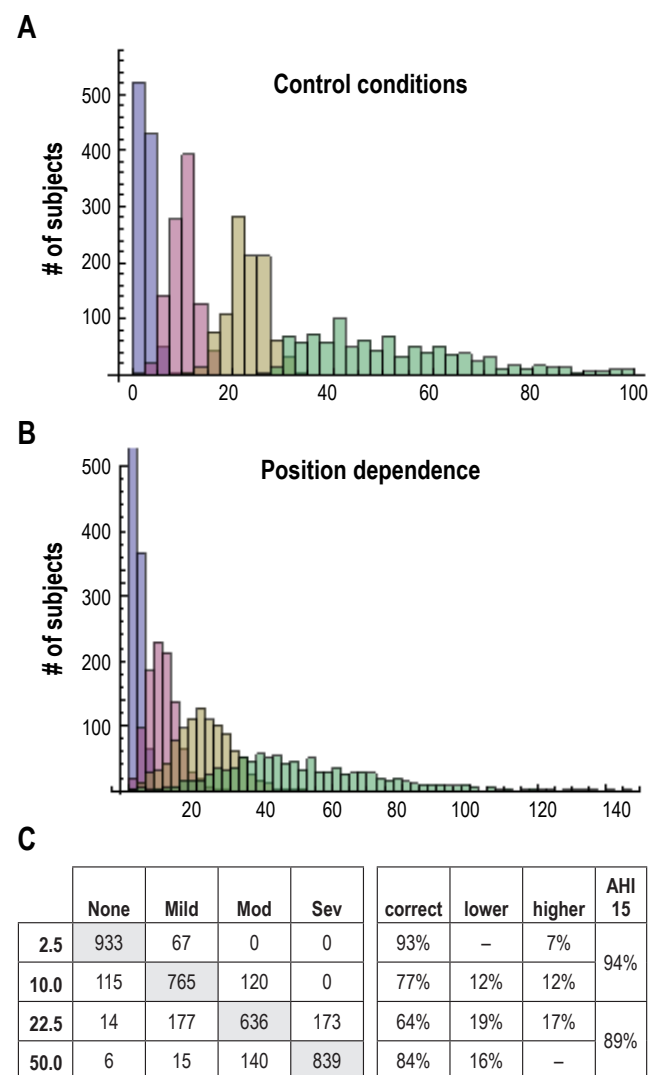 A
Control conditions
# of subjects
500
400
300
200
100
0 20 40 60 80 100
B
Position dependence
# of subjects
500
400
300
200
100
20 40 60 80 100 120 140
C
None Mild Mod Sev correct lower higher AHI 15
2.5 933 67 0 0 93% – 7% 94%
10.0 115 765 120 0 77% 12% 12%
22.5 14 177 636 173 64% 19% 17% 89%
50.0 6 15 140 839 84% 16% –